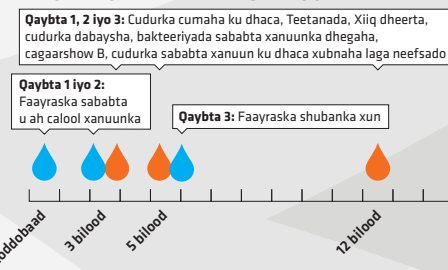 Qaybta 1, 2 iyo 3: Cudurka cumaha ku dhaca, Teetanada, Xiiq dheerta,
cudurka dabaysha, bakteeriyada sababta xanuunka dhegaha,
cagaarshow B, cudurka sababta xanuun ku dhaca xubnaha laga neefsado
Qaybta 1 iyo 2:
Faayraska sababta
u ah calool xanuunka
Qaybta 3: Faayraska shubanka xun
3 bilood
5 bilood
12 bilood